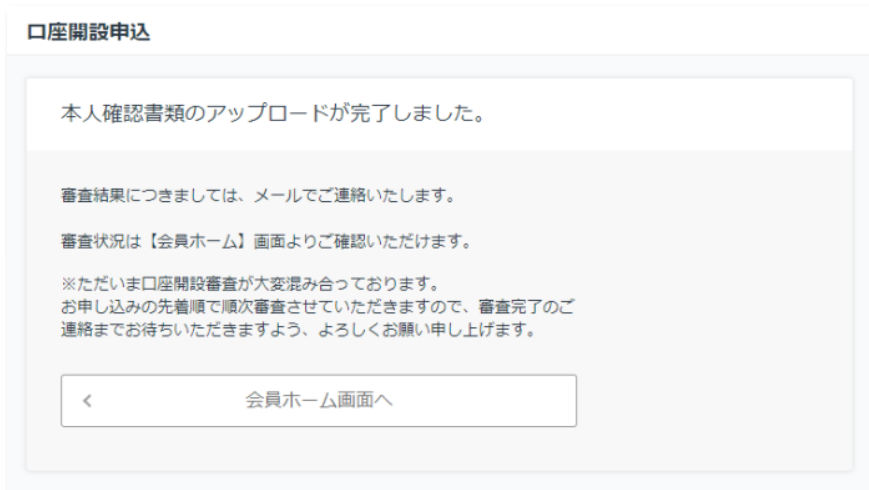 口座開設申込
本人確認書類のアップロードが完了しました。
審査結果につきましては、メールでご連絡いたします。
審査状況は【会員ホーム】画面よりご確認いただけます。
※ただいま口座開設審査が大変混み合っております。
お申し込みの先着順で順次審査させていただきますので、審査完了のご
連絡までお待ちいただきますよう、よろしくお願い申し上げます。
会員ホーム画面へ